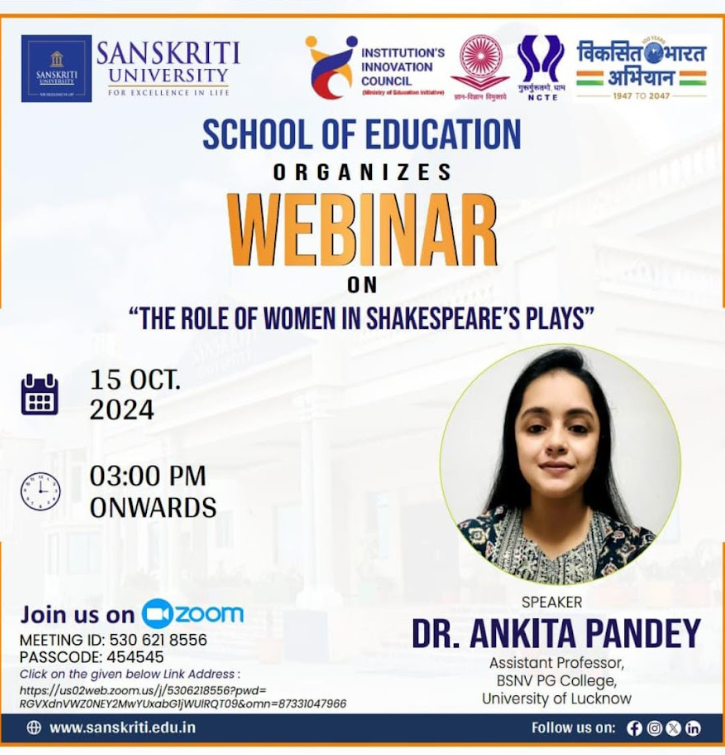 SANSKRITI
UNIVERSITY
FOR EXCELLENCE IN LIFE
SANSKRITI
UNIVERSITY
INSTITUTION'S
INNOVATION
COUNCIL
(Ministry of Education Initiative)
ज्ञान-विज्ञान विमुक्तये
गुरुर्गुरुतमो धाम
NCTE
विकसित भारत
अभियान
1947 TO 2047
SCHOOL OF EDUCATION
ORGANIZES
WEBINAR
ON
“THE ROLE OF WOMEN IN SHAKESPEARE’S PLAYS”
15 OCT.
2024
03:00 PM
ONWARDS
Join us on zoom
MEETING ID: 530 621 8556
PASSCODE: 454545
Click on the given below Link Address :
https://us02web.zoom.us/j/5306218556?pwd=
RGVXdnVWZ0NEY2MwYUxabG1jWUlRQT09&omn=87331047966
SPEAKER
DR. ANKITA PANDEY
Assistant Professor,
BSNV PG College,
University of Lucknow
www.sanskriti.edu.in
Follow us on: